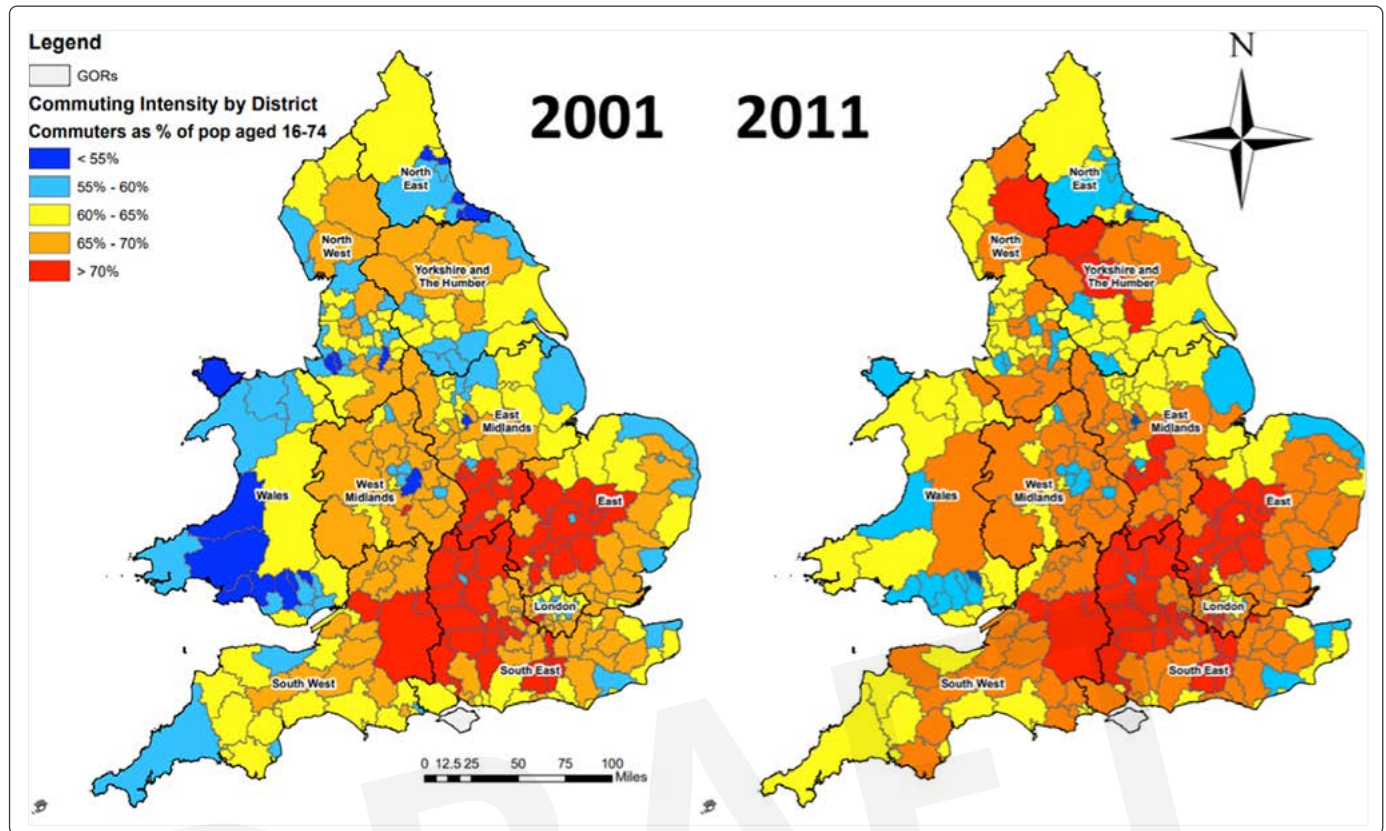 Legend
GORs
Commuting Intensity by District
Commuters as % of pop aged 16-74
< 55%
55% - 60%
60% - 65%
65% - 70%
> 70%
2001
2011
N
North
East
North
West
Yorkshire and
The Humber
East
Midlands
West
Midlands
Wales
East
London
South East
South West
North
East
North
West
Yorkshire and
The Humber
East
Midlands
West
Midlands
Wales
East
London
South East
South West
0 12.5 25 50 75 100
Miles
DRAFT